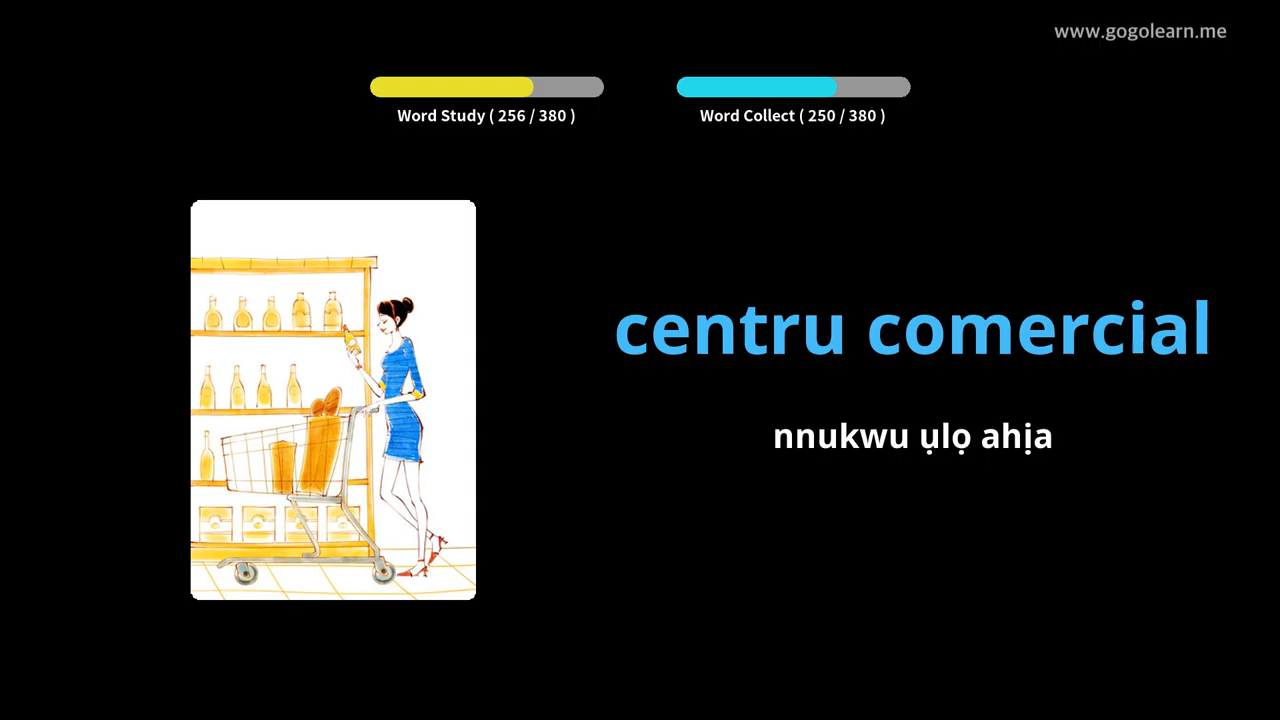 www.gogolearn.me
Word Study ( 256 / 380 )
Word Collect ( 250 / 380 )
centru comercial
nnukwu ụlọ ahịa